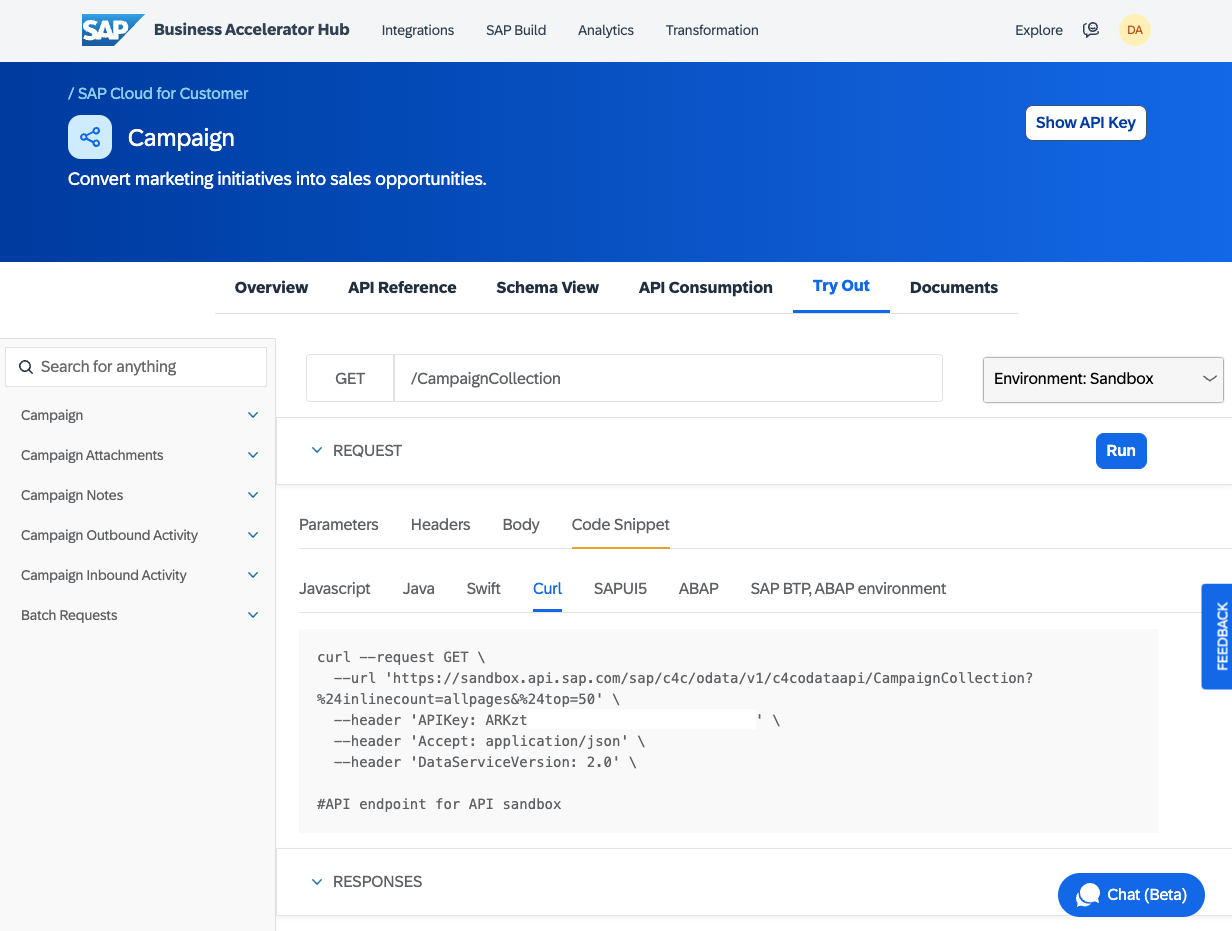 SAP Business Accelerator Hub Integrations SAP Build Analytics Transformation Explore DA
/ SAP Cloud for Customer
Campaign
Show API Key
Convert marketing initiatives into sales opportunities.
Overview API Reference Schema View API Consumption Try Out Documents
Search for anything
Campaign
Campaign Attachments
Campaign Notes
Campaign Outbound Activity
Campaign Inbound Activity
Batch Requests
GET /CampaignCollection Environment: Sandbox
REQUEST Run
Parameters Headers Body Code Snippet
Javascript Java Swift Curl SAPUI5 ABAP SAP BTP, ABAP environment
curl --request GET \
--url 'https://sandbox.api.sap.com/sap/c4c/odata/v1/c4codataapi/CampaignCollection?
%24inlinecount=allpages&%24top=50' \
--header 'APIKey: ARKzt ' \
--header 'Accept: application/json' \
--header 'DataServiceVersion: 2.0' \
#API endpoint for API sandbox
RESPONSES
FEEDBACK
Chat (Beta)